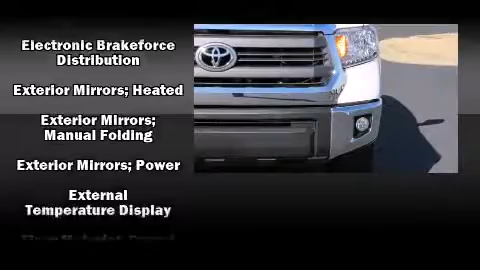 Electronic Brakeforce
Distribution
Exterior Mirrors; Heated
Exterior Mirrors;
Manual Folding
Exterior Mirrors; Power
External
Temperature Display